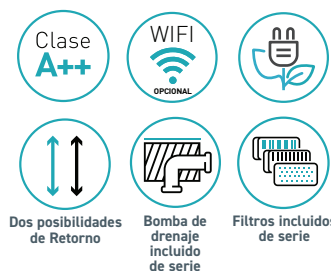 Clase
A++
WIFI
OPCIONAL
Dos posibilidades
de Retorno
Bomba de
drenaje
incluido
de serie
Filtros incluidos
de serie